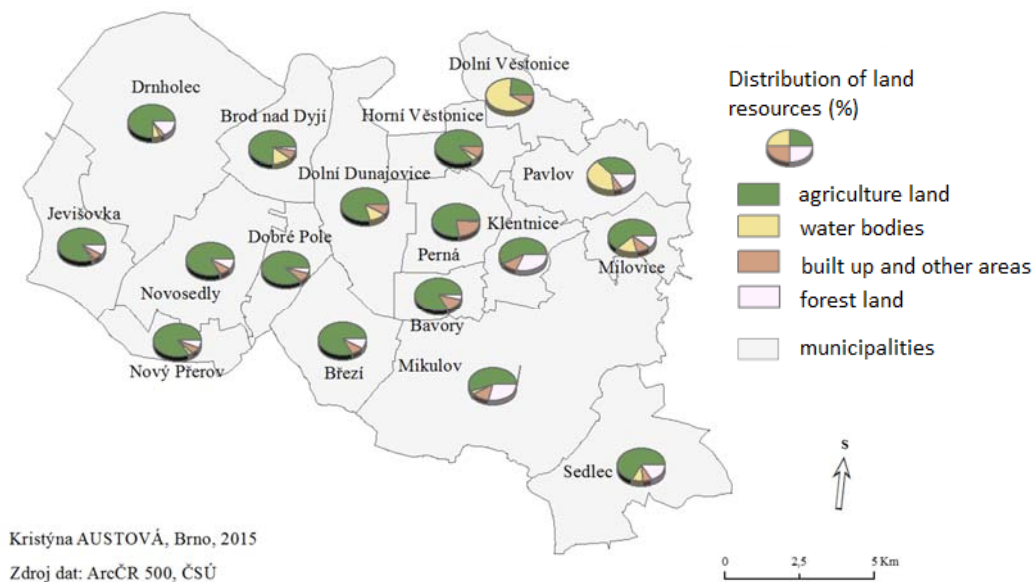 Dolní Věstonice
Drnholec
Brod nad Dyjí
Horní Věstonice
Pavlov
Dolní Dunajovice
Jevišovka
Dobré Pole
Klentnice
Perná
Milovice
Novosedly
Bavory
Nový Přerov
Březí
Mikulov
Sedlec
Distribution of land
resources (%)
agriculture land
water bodies
built up and other areas
forest land
municipalities
S
0 2,5 5 Km
Kristýna AUSTOVÁ, Brno, 2015
Zdroj dat: ArcČR 500, ČSÚ